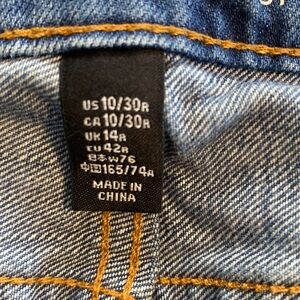 US 10/30R
CA 10/30R
UK 14R
EU 42R
日本 W76
中国 165/74A
MADE IN
CHINA